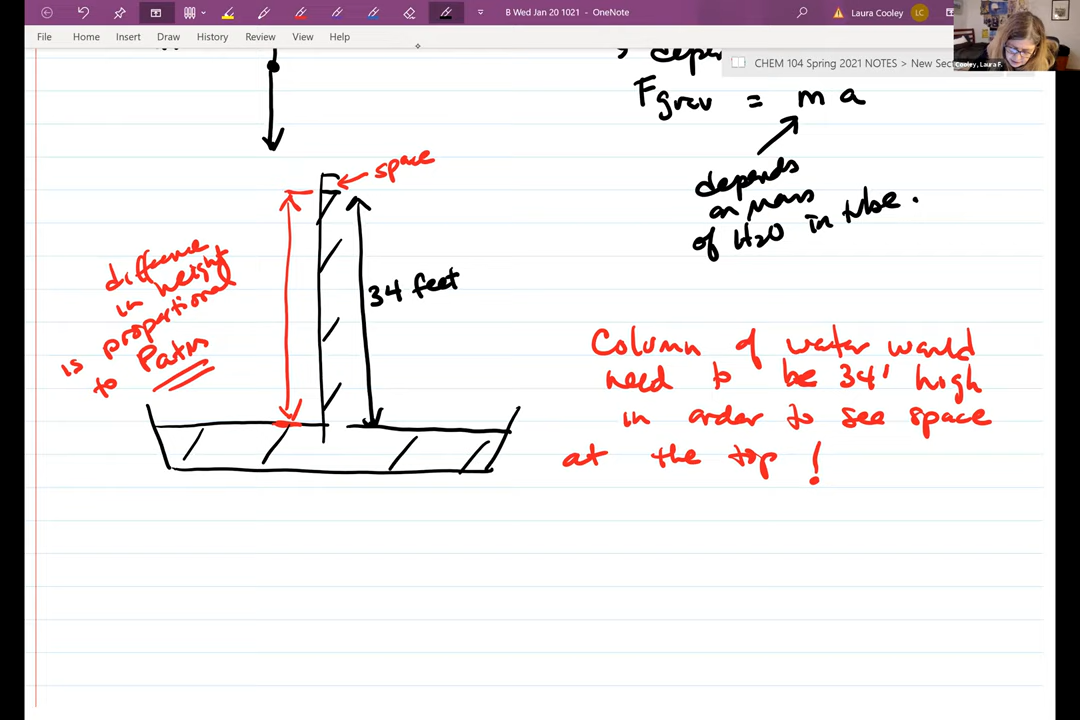 B Wed Jan 20 1021 - OneNote
Laura Cooley
LC
File Home Insert Draw History Review View Help
Cooley, Laura F.
CHEM 104 Spring 2021 NOTES > New Sec
Fgrav = m a
depends
on mass
of H2O in tube.
space
34 feet
difference
in height
is proportional
to Patm
Column of water would
need to be 34' high
in order to see space
at the top!